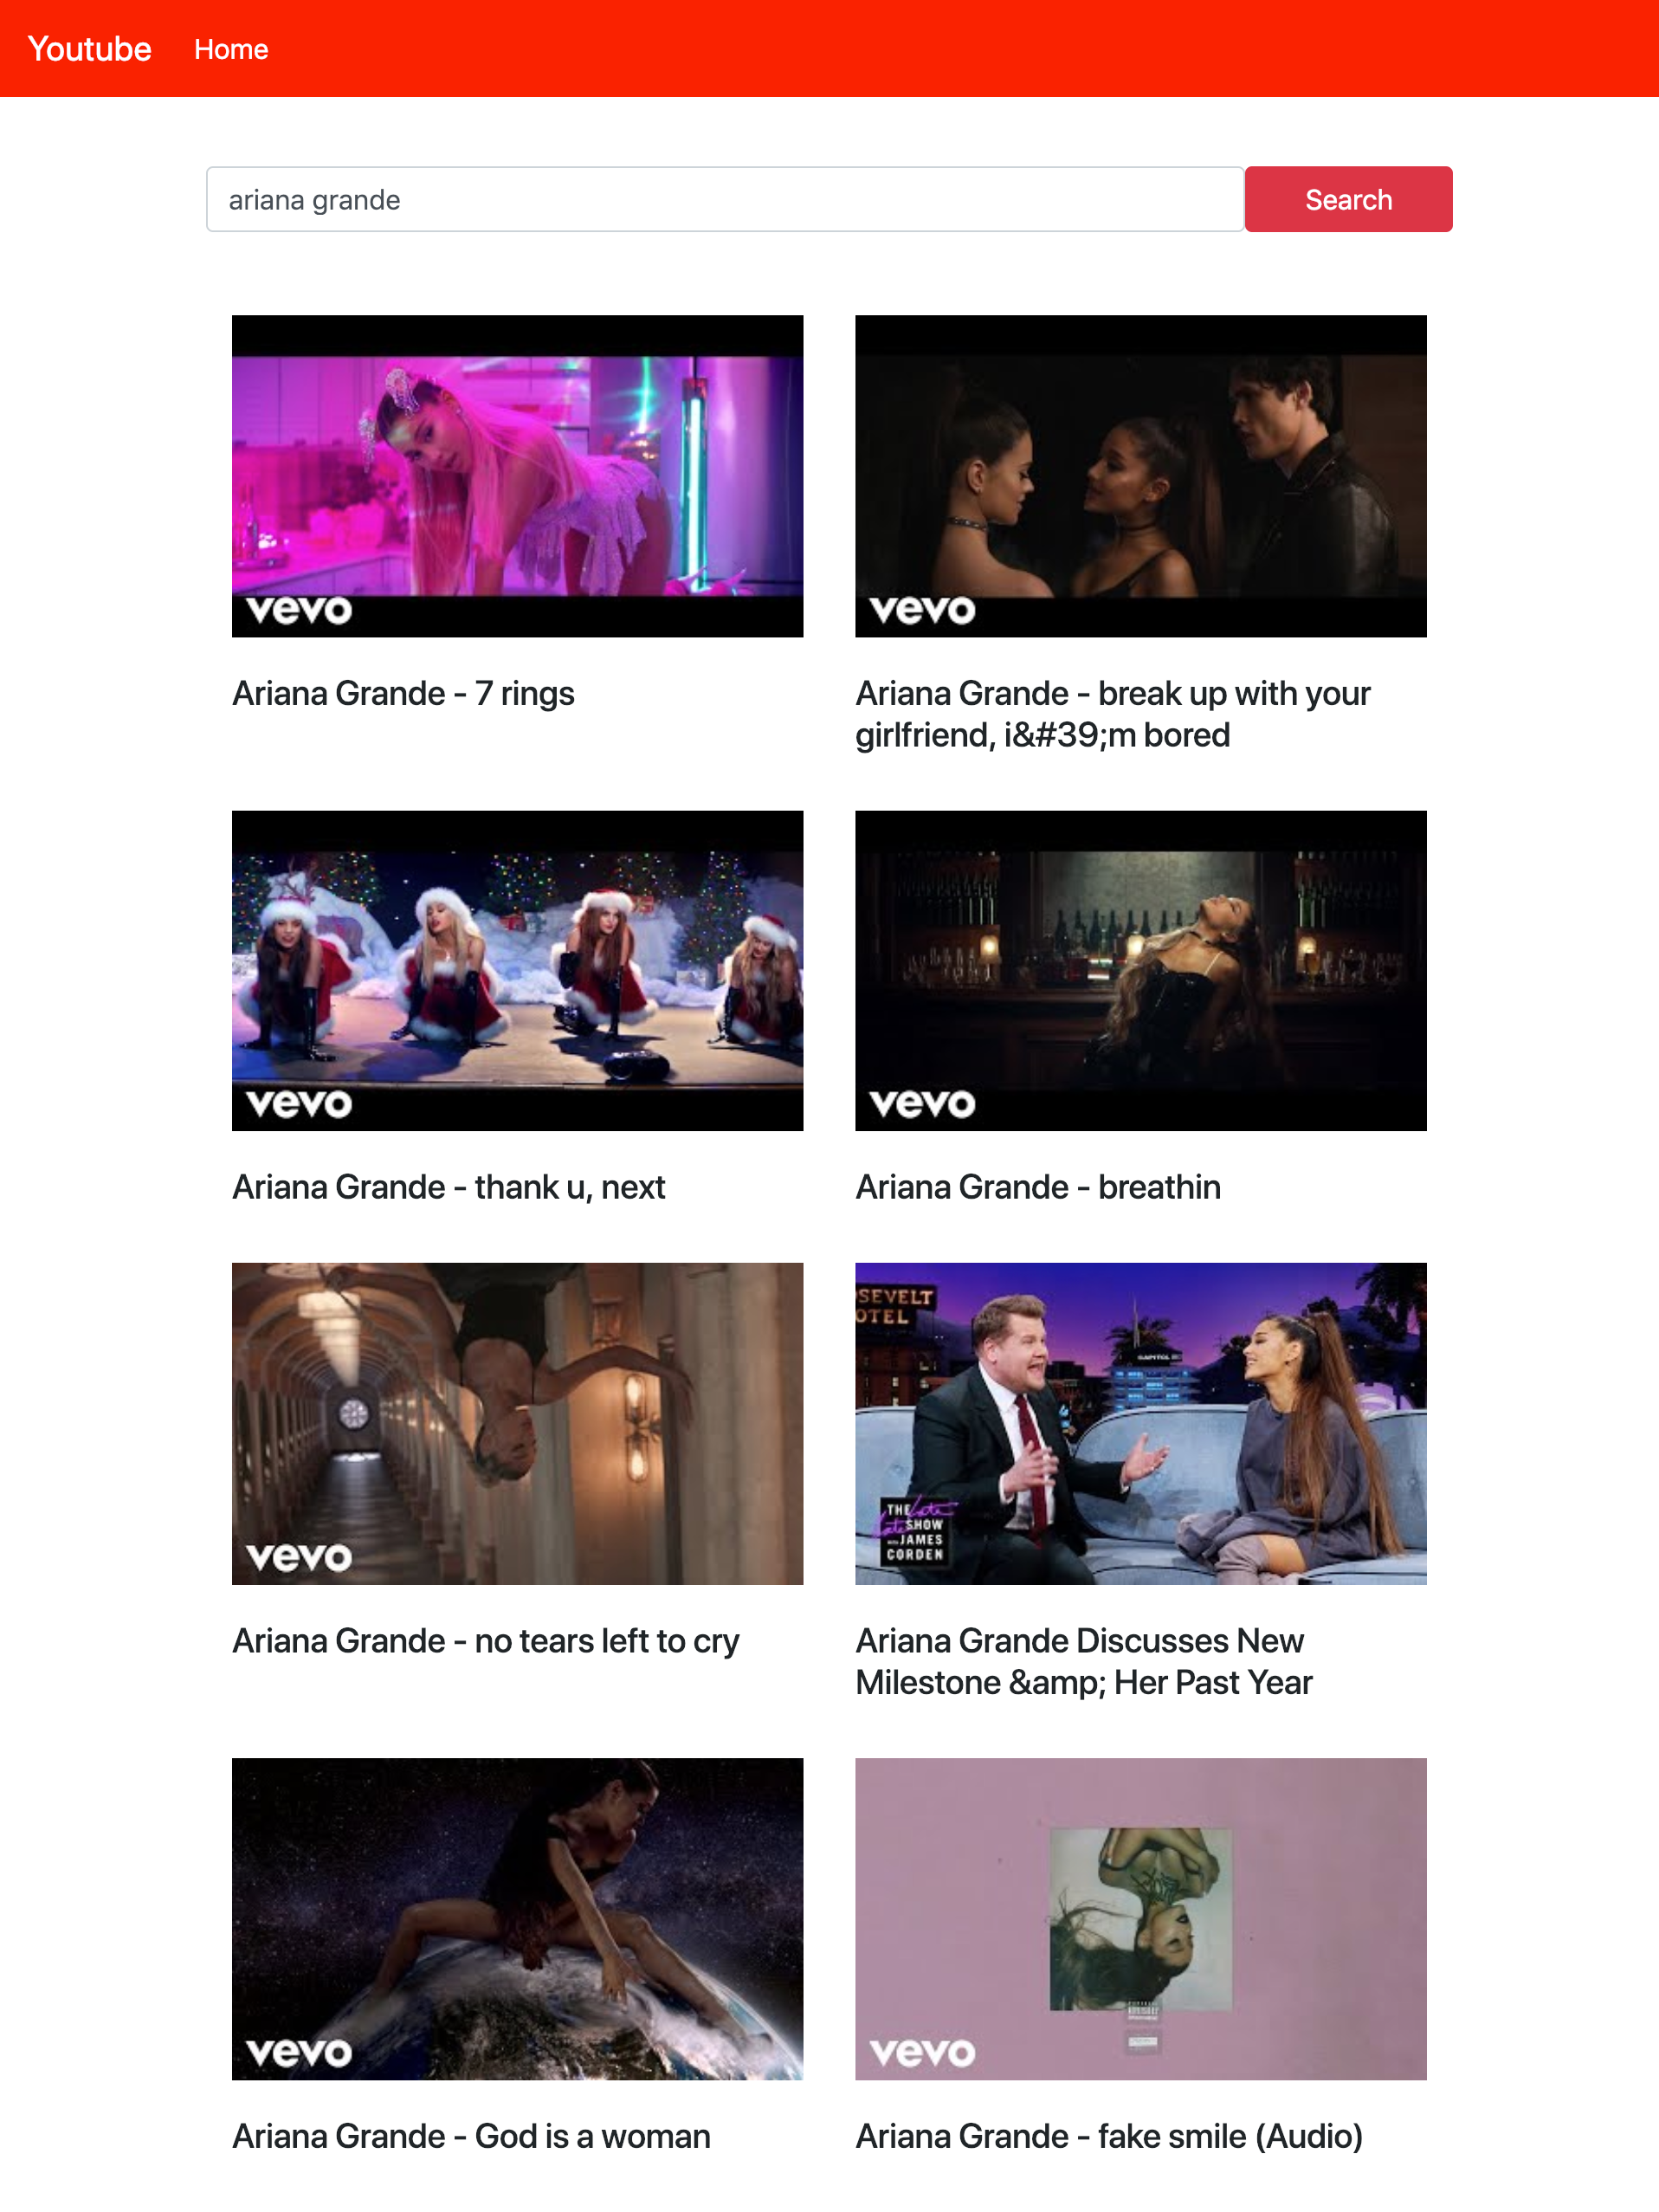 Youtube Home
ariana grande Search
vevo
vevo
Ariana Grande - 7 rings
Ariana Grande - break up with your
girlfriend, i&#39;m bored
vevo
vevo
Ariana Grande - thank u, next
Ariana Grande - breathin
vevo
SEVELT
OTEL
CAPITOL
THE Late
Late SHOW
with JAMES
CORDEN
Ariana Grande - no tears left to cry
Ariana Grande Discusses New
Milestone &amp; Her Past Year
vevo
vevo
Ariana Grande - God is a woman
Ariana Grande - fake smile (Audio)